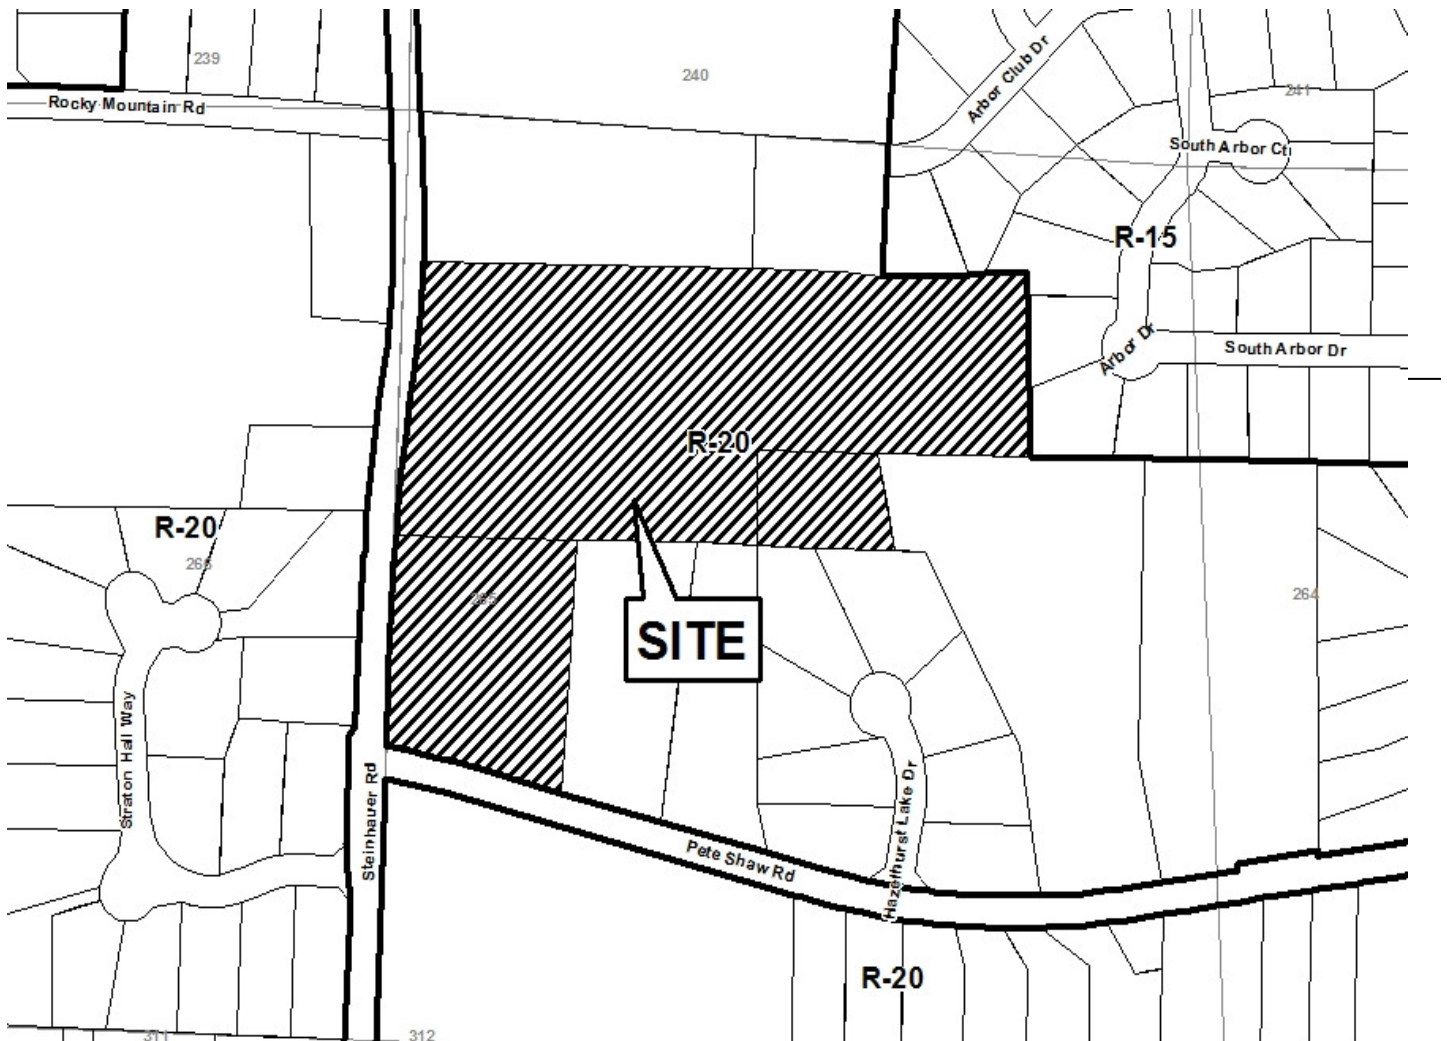 239
240
241
Rocky Mountain Rd
Arbor Club Dr
South Arbor Ct
R-15
Arbor Dr
South Arbor Dr
R-20
R-20
266
265
264
SITE
Straton Hall Way
Steinhauer Rd
Pete Shaw Rd
Hazelhurst Lake Dr
R-20
311
312